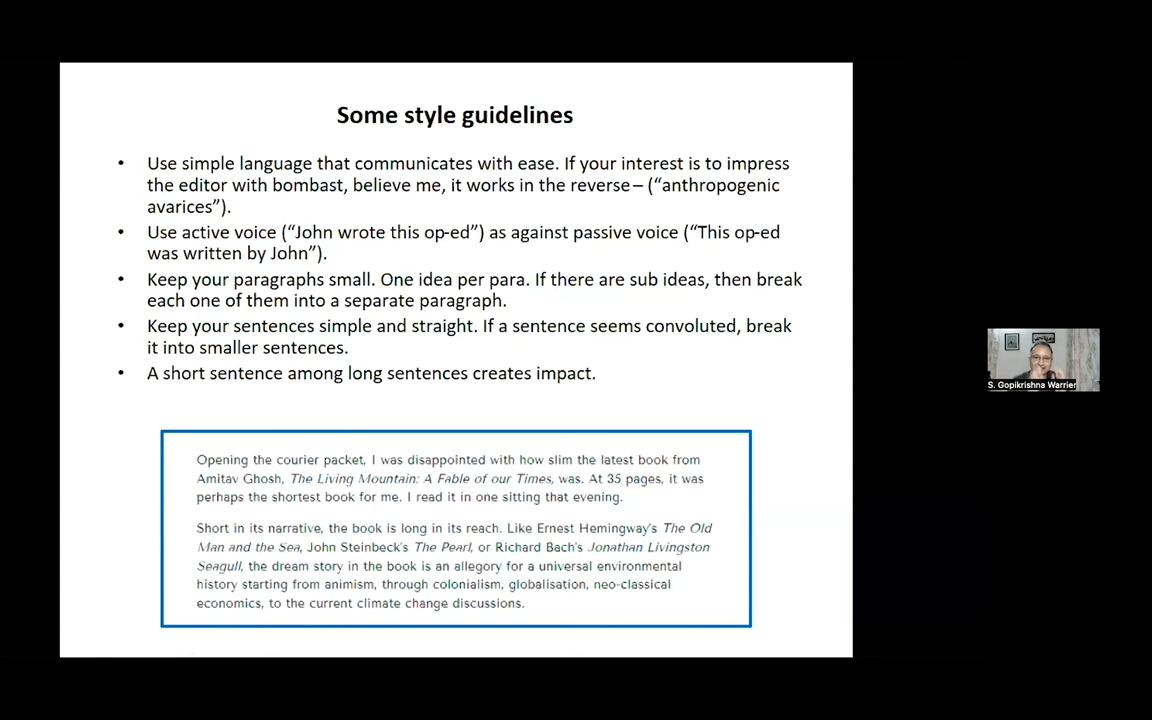 Some style guidelines
• Use simple language that communicates with ease. If your interest is to impress
the editor with bombast, believe me, it works in the reverse – (“anthropogenic
avarices”).
• Use active voice (“John wrote this op-ed”) as against passive voice (“This op-ed
was written by John”).
• Keep your paragraphs small. One idea per para. If there are sub ideas, then break
each one of them into a separate paragraph.
• Keep your sentences simple and straight. If a sentence seems convoluted, break
it into smaller sentences.
• A short sentence among long sentences creates impact.
Opening the courier packet, I was disappointed with how slim the latest book from
Amitav Ghosh, The Living Mountain: A Fable of our Times, was. At 35 pages, it was
perhaps the shortest book for me. I read it in one sitting that evening.
Short in its narrative, the book is long in its reach. Like Ernest Hemingway's The Old
Man and the Sea, John Steinbeck's The Pearl, or Richard Bach's Jonathan Livingston
Seagull, the dream story in the book is an allegory for a universal environmental
history starting from animism, through colonialism, globalisation, neo-classical
economics, to the current climate change discussions.
S. Gopikrishna Warrier